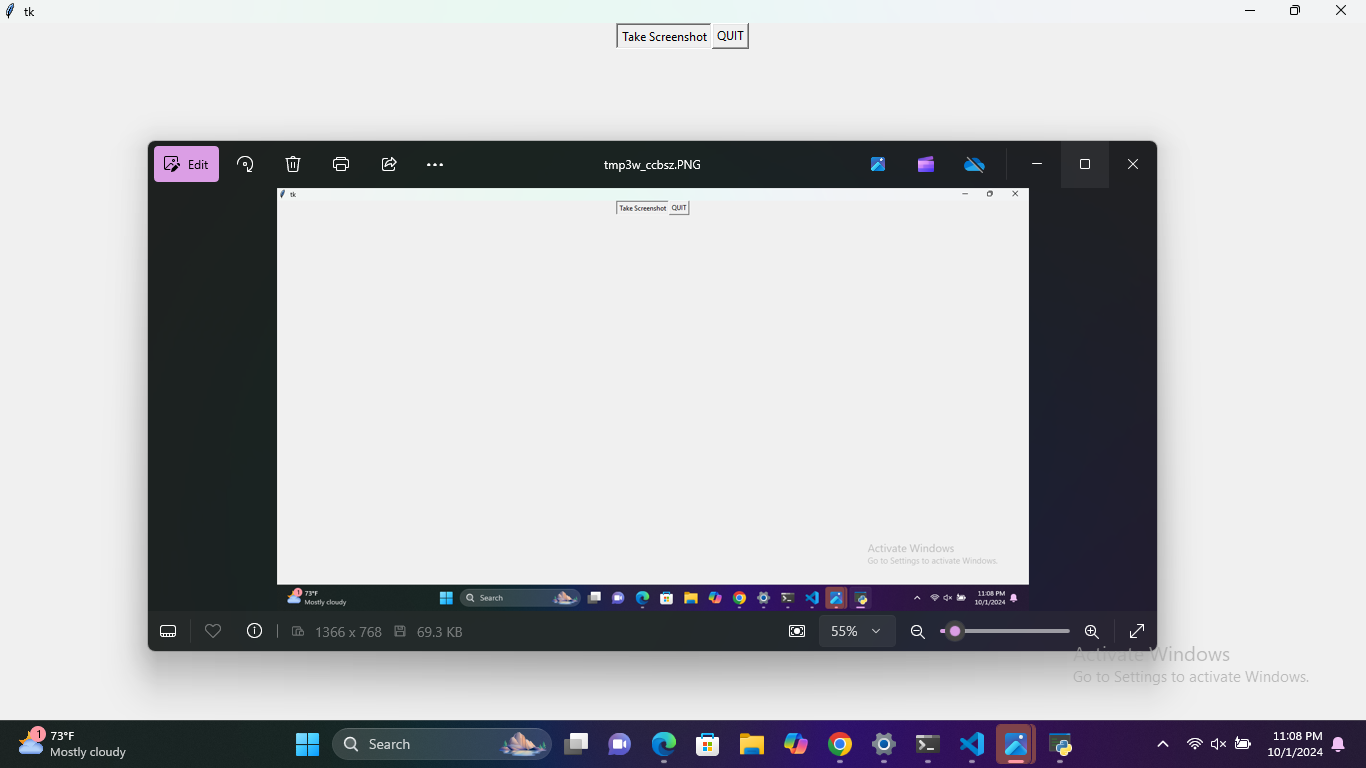 tk
Take Screenshot QUIT
Edit
tmp3w_ccbsz.PNG
tk
Take Screenshot QUIT
Activate Windows
Go to Settings to activate Windows.
1
73°F
Mostly cloudy
Search
11:08 PM
10/1/2024
1366 x 768 69.3 KB
55%
Activate Windows
Go to Settings to activate Windows.
1
73°F
Mostly cloudy
Search
11:08 PM
10/1/2024